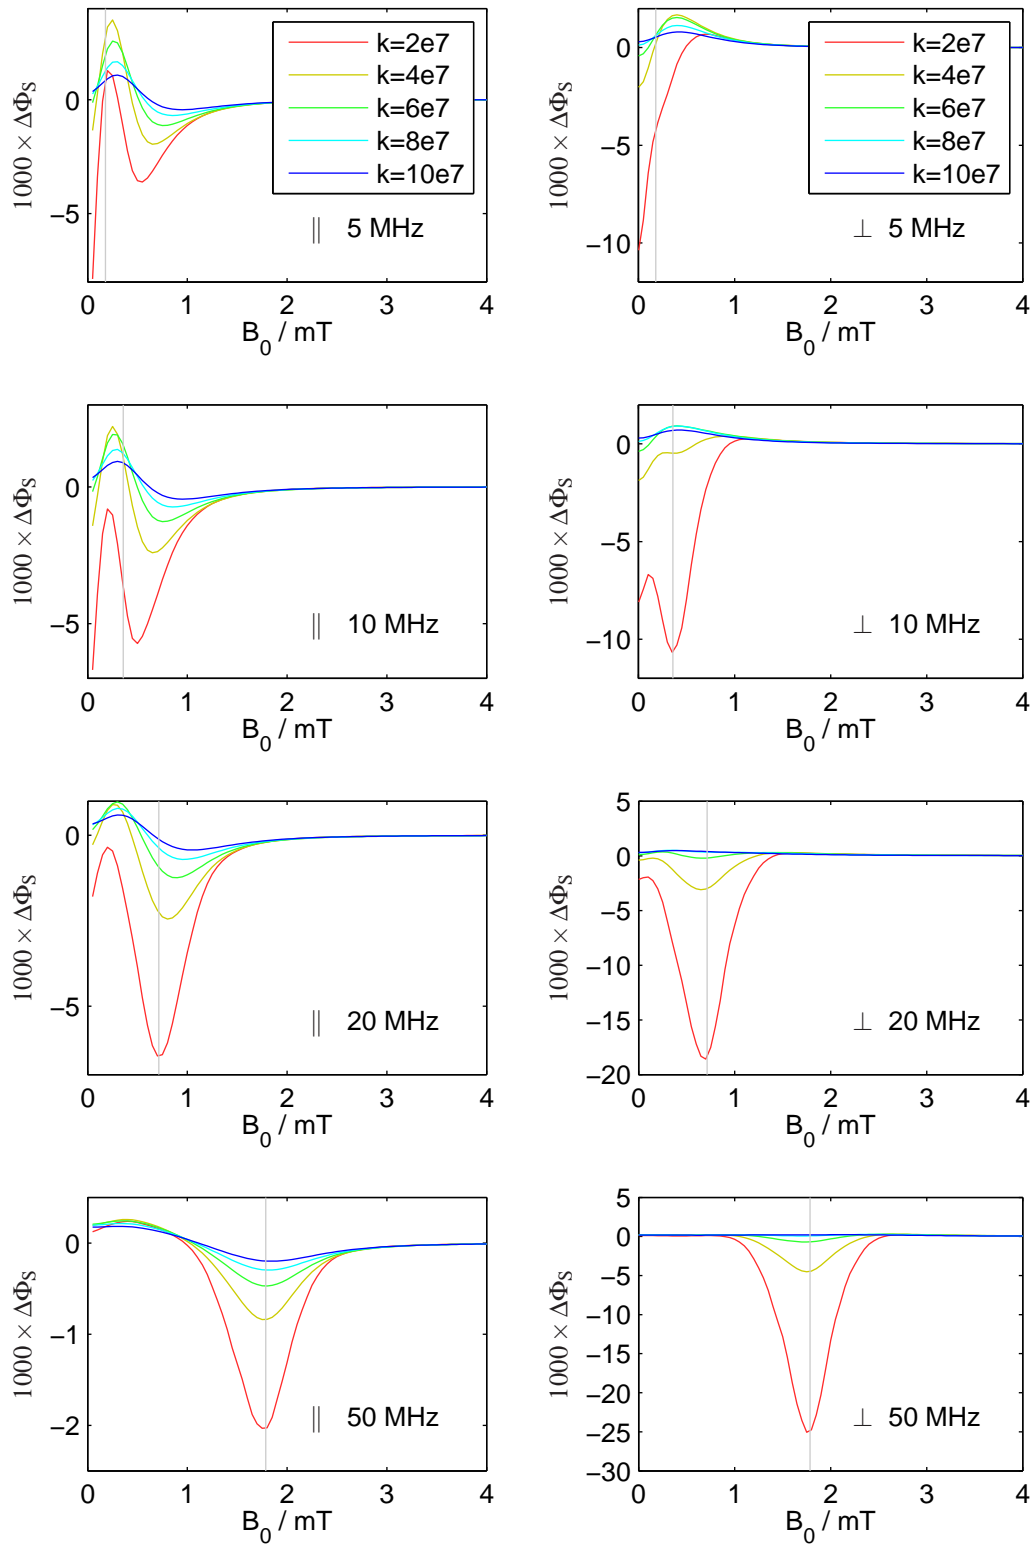 1000 × ΔΦS
0
−5
0 1 2 3 4
B0 / mT
k=2e7
k=4e7
k=6e7
k=8e7
k=10e7
∥ 5 MHz
1000 × ΔΦS
0
−5
−10
0 1 2 3 4
B0 / mT
k=2e7
k=4e7
k=6e7
k=8e7
k=10e7
⊥ 5 MHz
1000 × ΔΦS
0
−5
0 1 2 3 4
B0 / mT
∥ 10 MHz
1000 × ΔΦS
0
−5
−10
0 1 2 3 4
B0 / mT
⊥ 10 MHz
1000 × ΔΦS
0
−5
0 1 2 3 4
B0 / mT
∥ 20 MHz
1000 × ΔΦS
5
0
−5
−10
−15
−20
0 1 2 3 4
B0 / mT
⊥ 20 MHz
1000 × ΔΦS
0
−1
−2
0 1 2 3 4
B0 / mT
∥ 50 MHz
1000 × ΔΦS
5
0
−5
−10
−15
−20
−25
−30
0 1 2 3 4
B0 / mT
⊥ 50 MHz